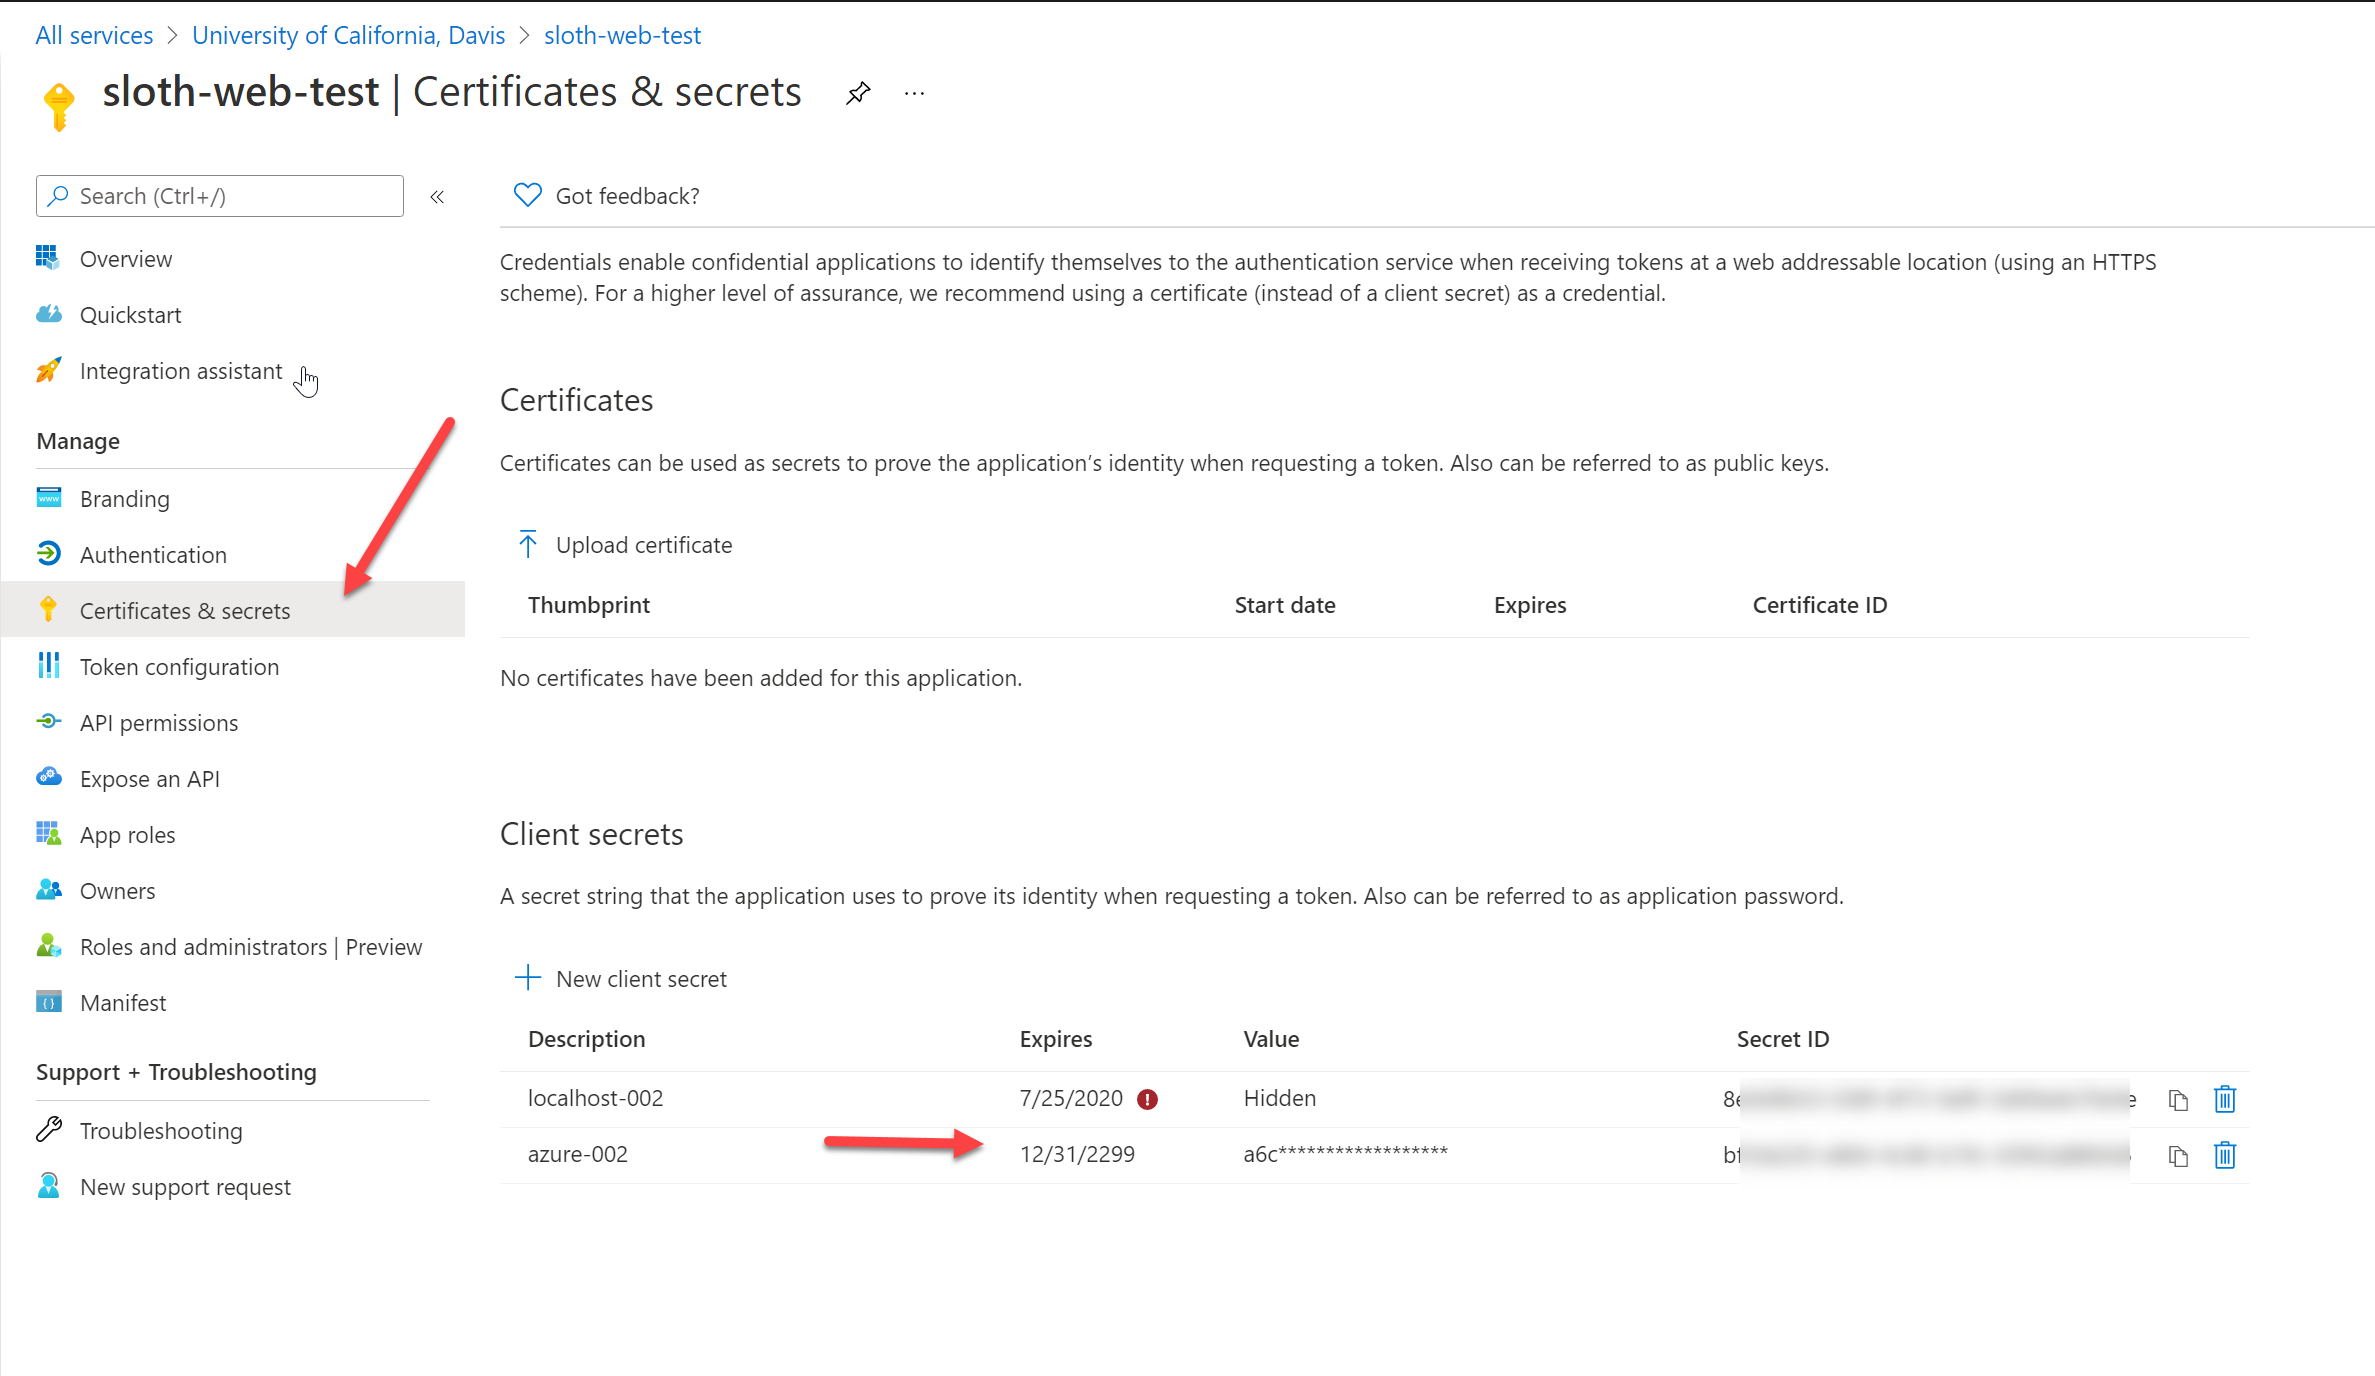 All services > University of California, Davis > sloth-web-test
sloth-web-test | Certificates & secrets ...
Search (Ctrl+/) «
Overview
Quickstart
Integration assistant
Manage
Branding
Authentication
Certificates & secrets
Token configuration
API permissions
Expose an API
App roles
Owners
Roles and administrators | Preview
Manifest
Support + Troubleshooting
Troubleshooting
New support request
Got feedback?
Credentials enable confidential applications to identify themselves to the authentication service when receiving tokens at a web addressable location (using an HTTPS
scheme). For a higher level of assurance, we recommend using a certificate (instead of a client secret) as a credential.
Certificates
Certificates can be used as secrets to prove the application's identity when requesting a token. Also can be referred to as public keys.
Upload certificate
Thumbprint Start date Expires Certificate ID
No certificates have been added for this application.
Client secrets
A secret string that the application uses to prove its identity when requesting a token. Also can be referred to as application password.
New client secret
Description Expires Value Secret ID
localhost-002 7/25/2020 Hidden
azure-002 12/31/2299 a6c******************